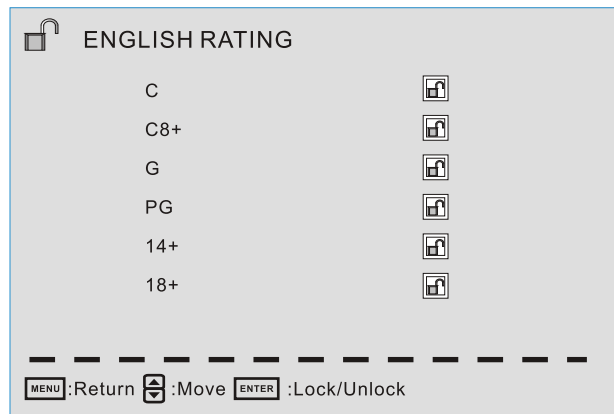 ENGLISH RATING
C
C8+
G
PG
14+
18+
MENU:Return :Move ENTER :Lock/Unlock